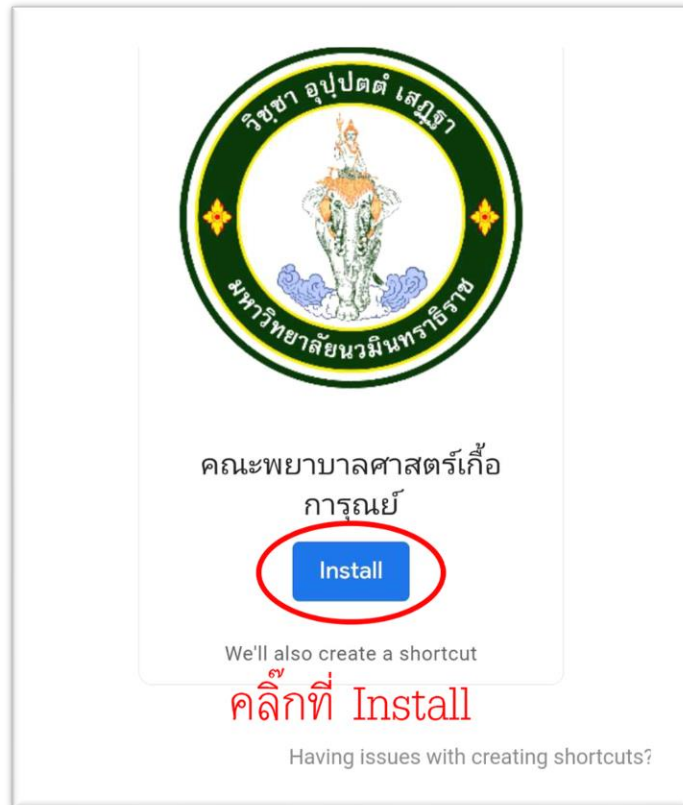 วิชฺชา อุปฺปตตํ เสฏฺฐา
มหาวิทยาลัยนวมินทราธิราช
คณะพยาบาลศาสตร์เกื้อ
การุณย์
Install
We'll also create a shortcut
คลิ๊กที่ Install
Having issues with creating shortcuts?